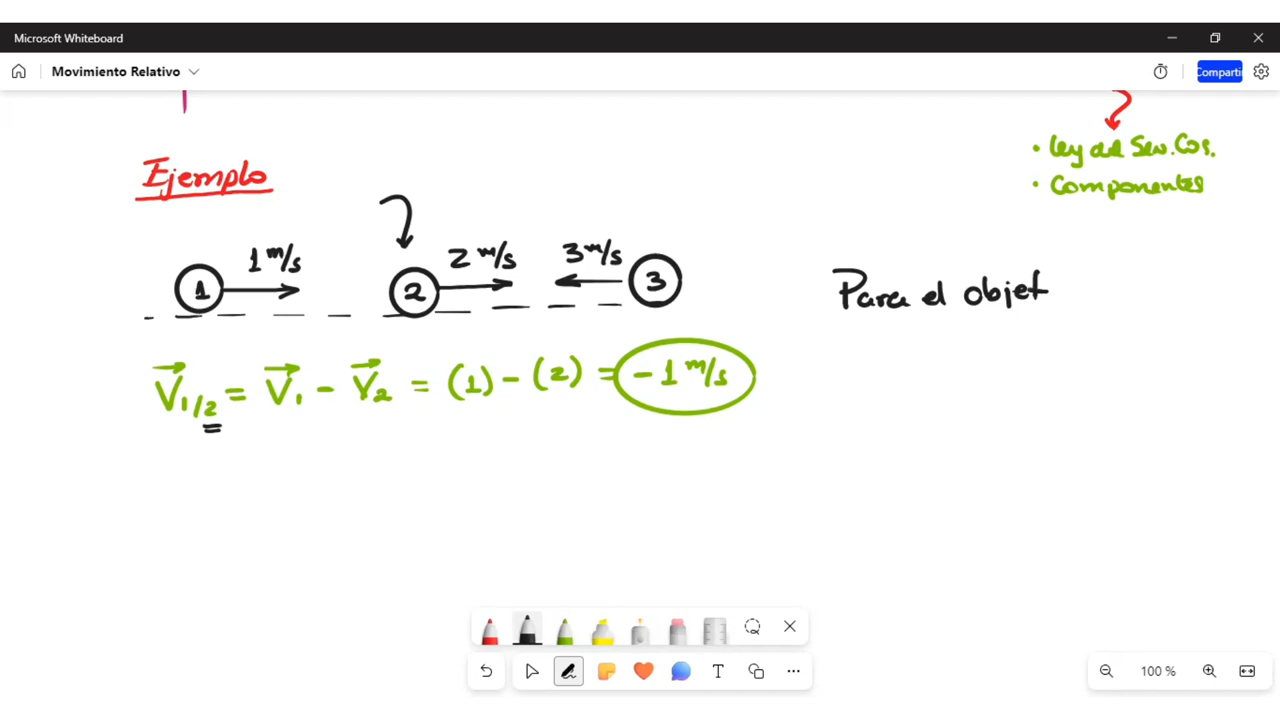 Microsoft Whiteboard
Movimiento Relativo
Comparti
• Ley del Sen. Cos.
• Componentes
Ejemplo
1 m/s
2 m/s
3 m/s
1
2
3
Para el objet
V₁/₂ = V₁ - V₂ = (1) - (2) = -1 m/s
T
100 %